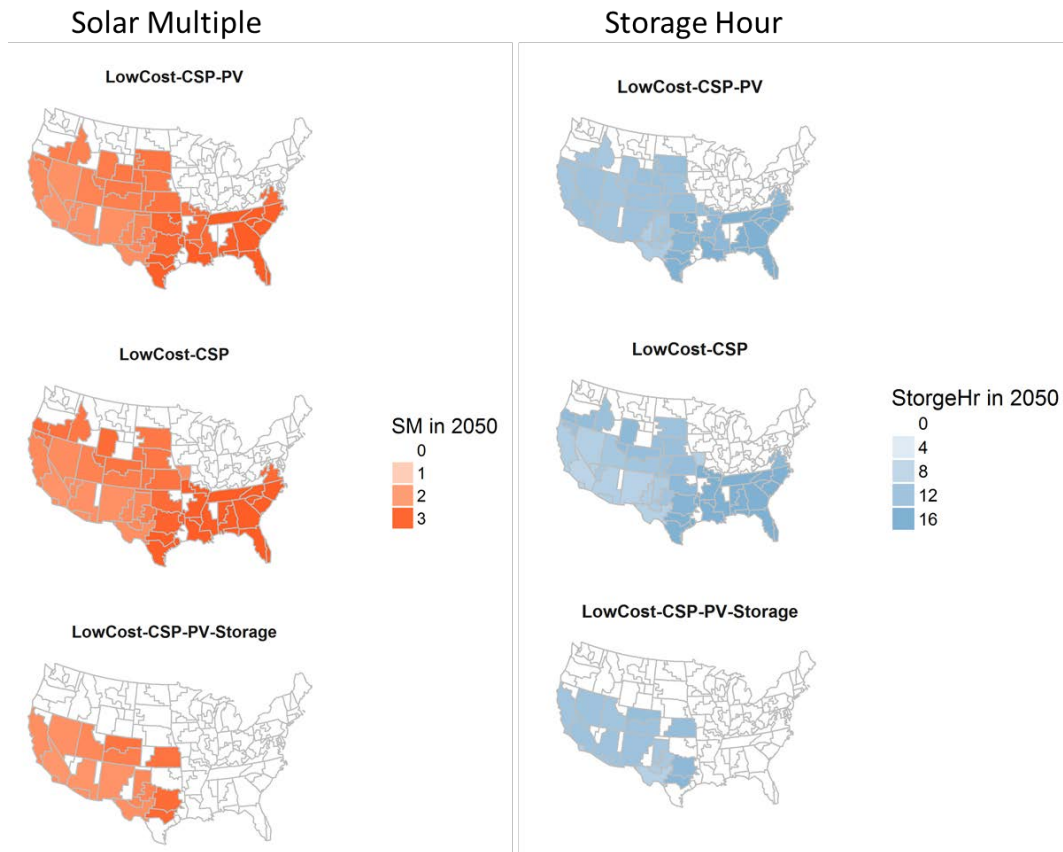 Solar Multiple
Storage Hour
LowCost-CSP-PV
LowCost-CSP-PV
LowCost-CSP
LowCost-CSP
SM in 2050
0
1
2
3
StorgeHr in 2050
0
4
8
12
16
LowCost-CSP-PV-Storage
LowCost-CSP-PV-Storage